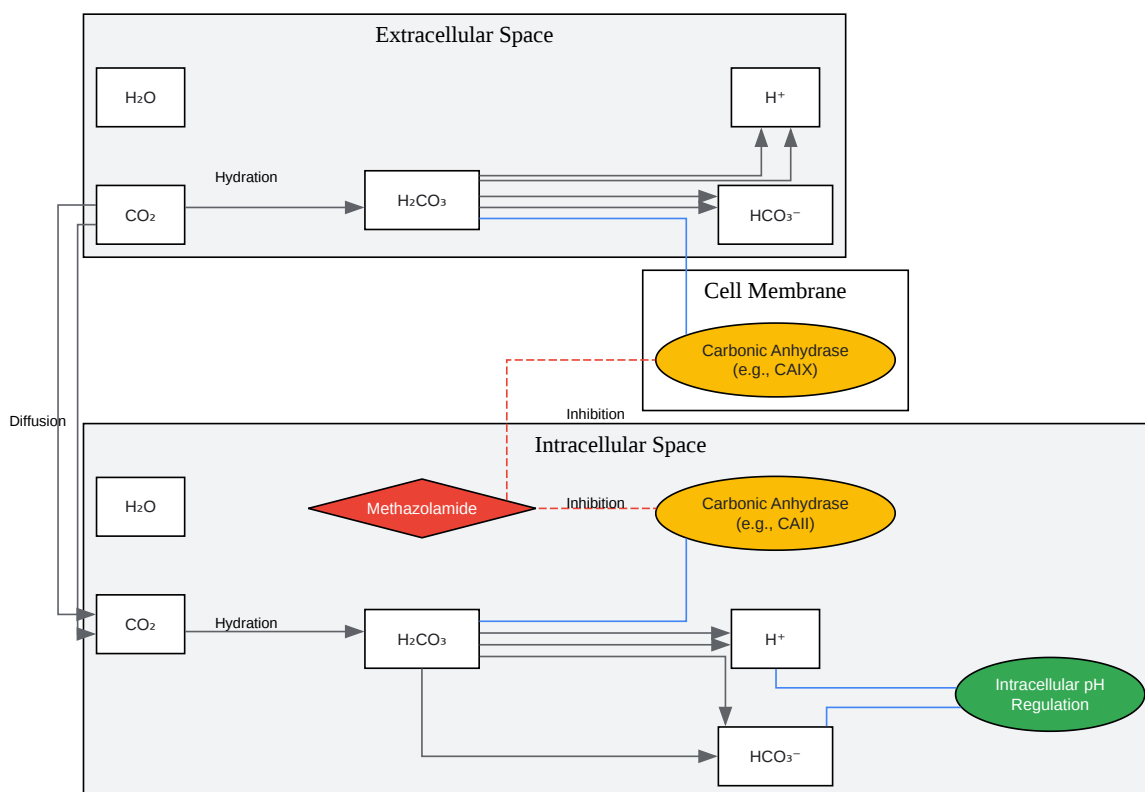 Extracellular Space
H₂O
H⁺
Hydration
CO₂
H₂CO₃
HCO₃⁻
Cell Membrane
Carbonic Anhydrase
(e.g., CAIX)
Diffusion
Inhibition
Intracellular Space
H₂O
Methazolamide
Inhibition
Carbonic Anhydrase
(e.g., CAII)
CO₂
Hydration
H₂CO₃
H⁺
Intracellular pH
Regulation
HCO₃⁻